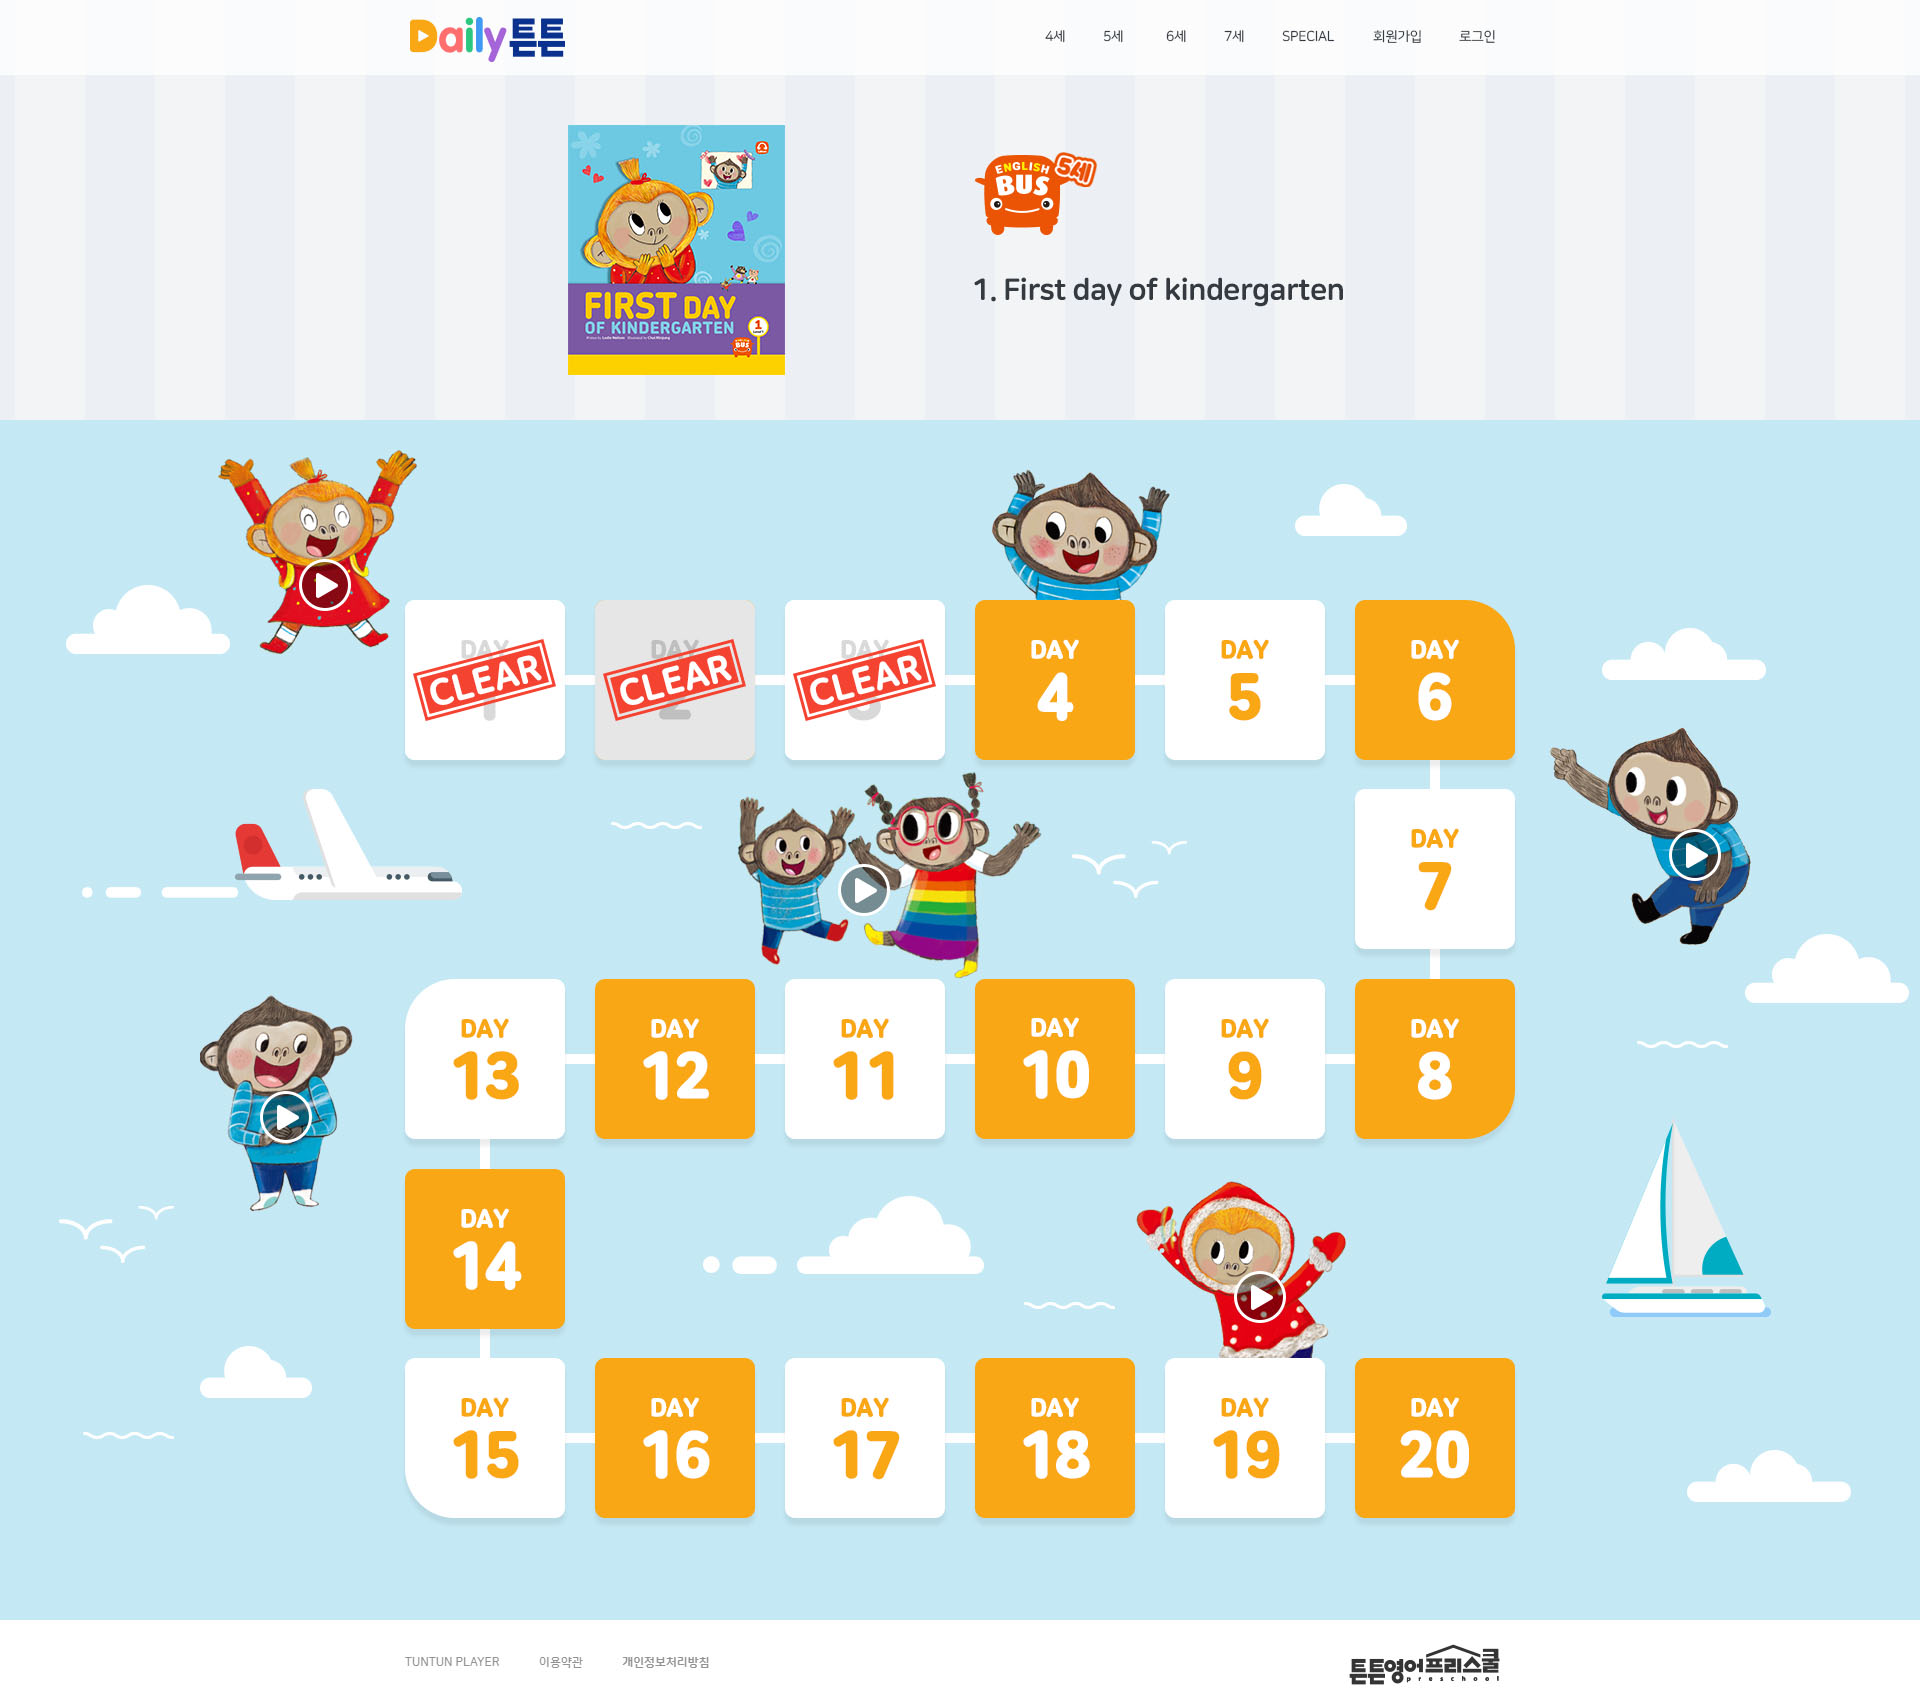 Daily 튼튼
4세 5세 6세 7세 SPECIAL 회원가입 로그인
ENGLISH
BUS
5세
1. First day of kindergarten
FIRST DAY
OF KINDERGARTEN
1
BUS
DAY
CLEAR
1
DAY
CLEAR
2
DAY
CLEAR
3
DAY
4
DAY
5
DAY
6
DAY
7
DAY
13
DAY
12
DAY
11
DAY
10
DAY
9
DAY
8
DAY
14
DAY
15
DAY
16
DAY
17
DAY
18
DAY
19
DAY
20
TUNTUN PLAYER 이용약관 개인정보처리방침
튼튼영어프리스쿨
preschool